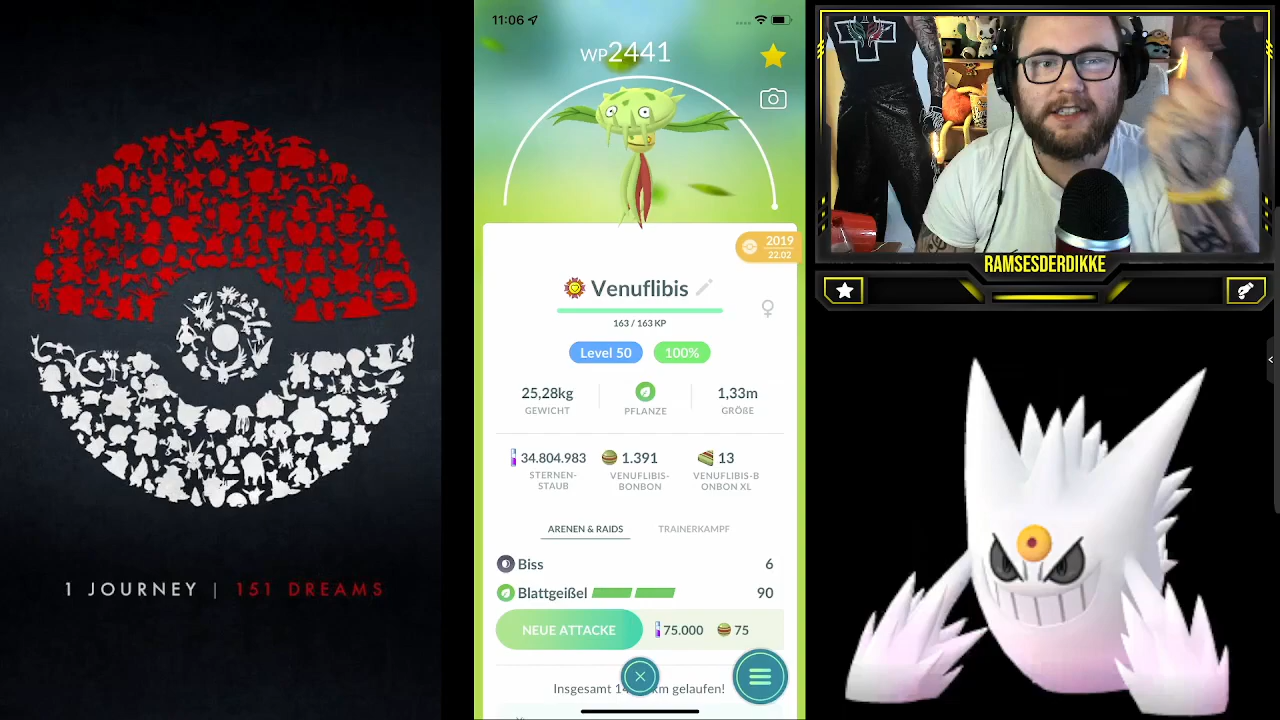 11:06
WP2441
2019
22.02
Venuflibis
163 / 163 KP
Level 50
100%
25,28kg
GEWICHT
PFLANZE
1,33m
GRÖßE
34.804.983
STERNEN-
STAUB
1.391
VENUFLIBIS-
BONBON
13
VENUFLIBIS-B
ONBON XL
ARENEN & RAIDS
TRAINERKAMPF
Biss
6
Blattgeißel
90
NEUE ATTACKE
75.000
75
Insgesamt km gelaufen!
1 JOURNEY | 151 DREAMS
RAMSESDERDIKKE